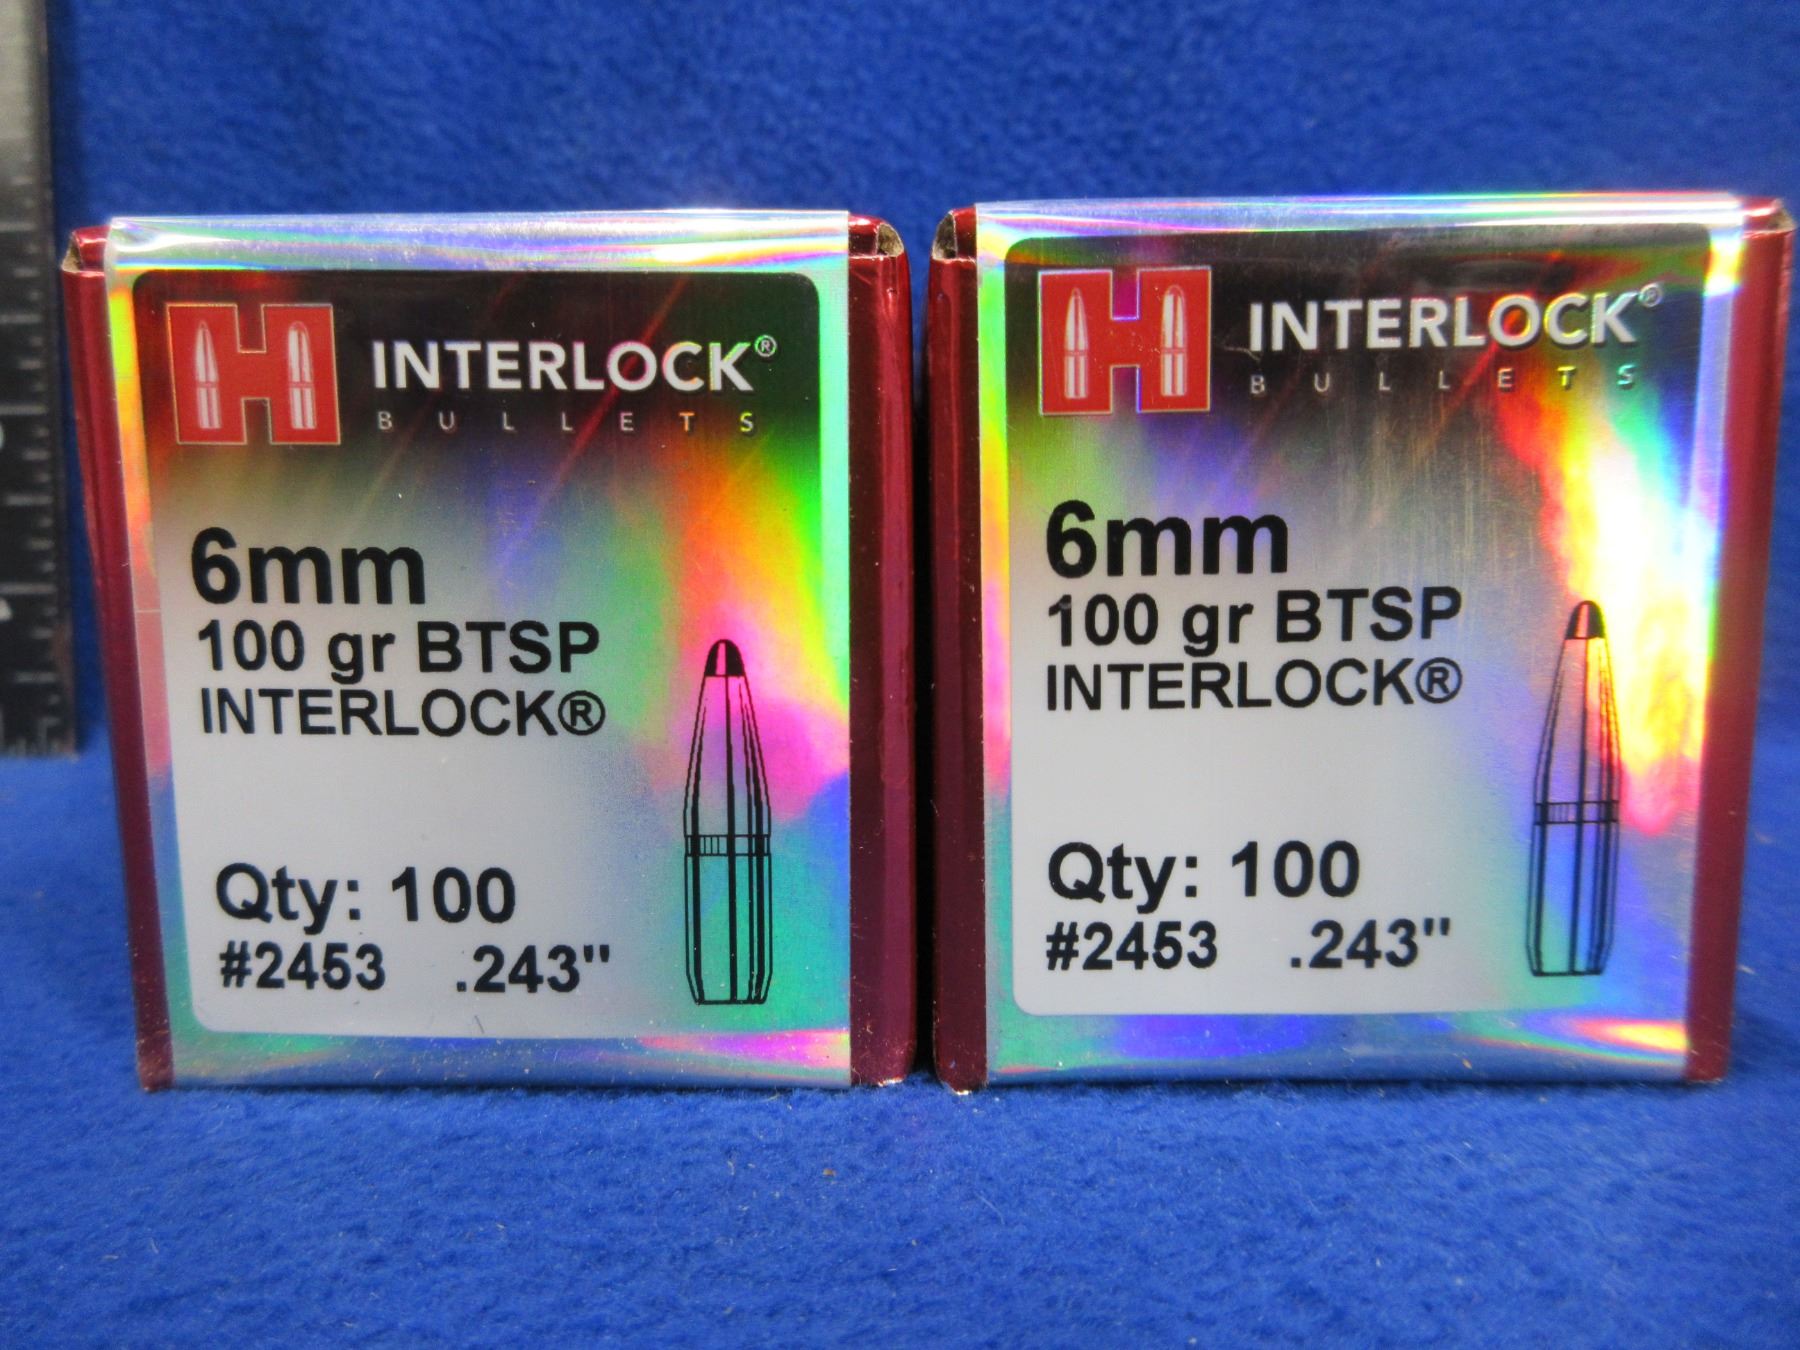 H INTERLOCK®
BULLETS
6mm
100 gr BTSP
INTERLOCK®
Qty: 100
#2453 .243"
H INTERLOCK®
BULLETS
6mm
100 gr BTSP
INTERLOCK®
Qty: 100
#2453 .243"